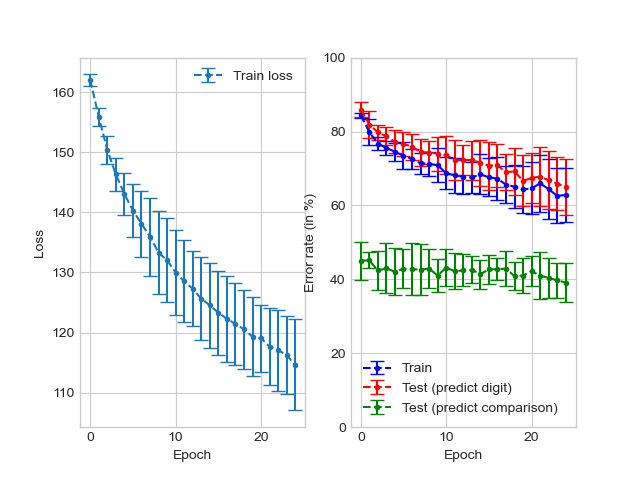 Train loss
160
150
140
130
120
110
Loss
0
10
20
Epoch
100
80
60
40
20
0
Error rate (in %)
Train
Test (predict digit)
Test (predict comparison)
0
10
20
Epoch